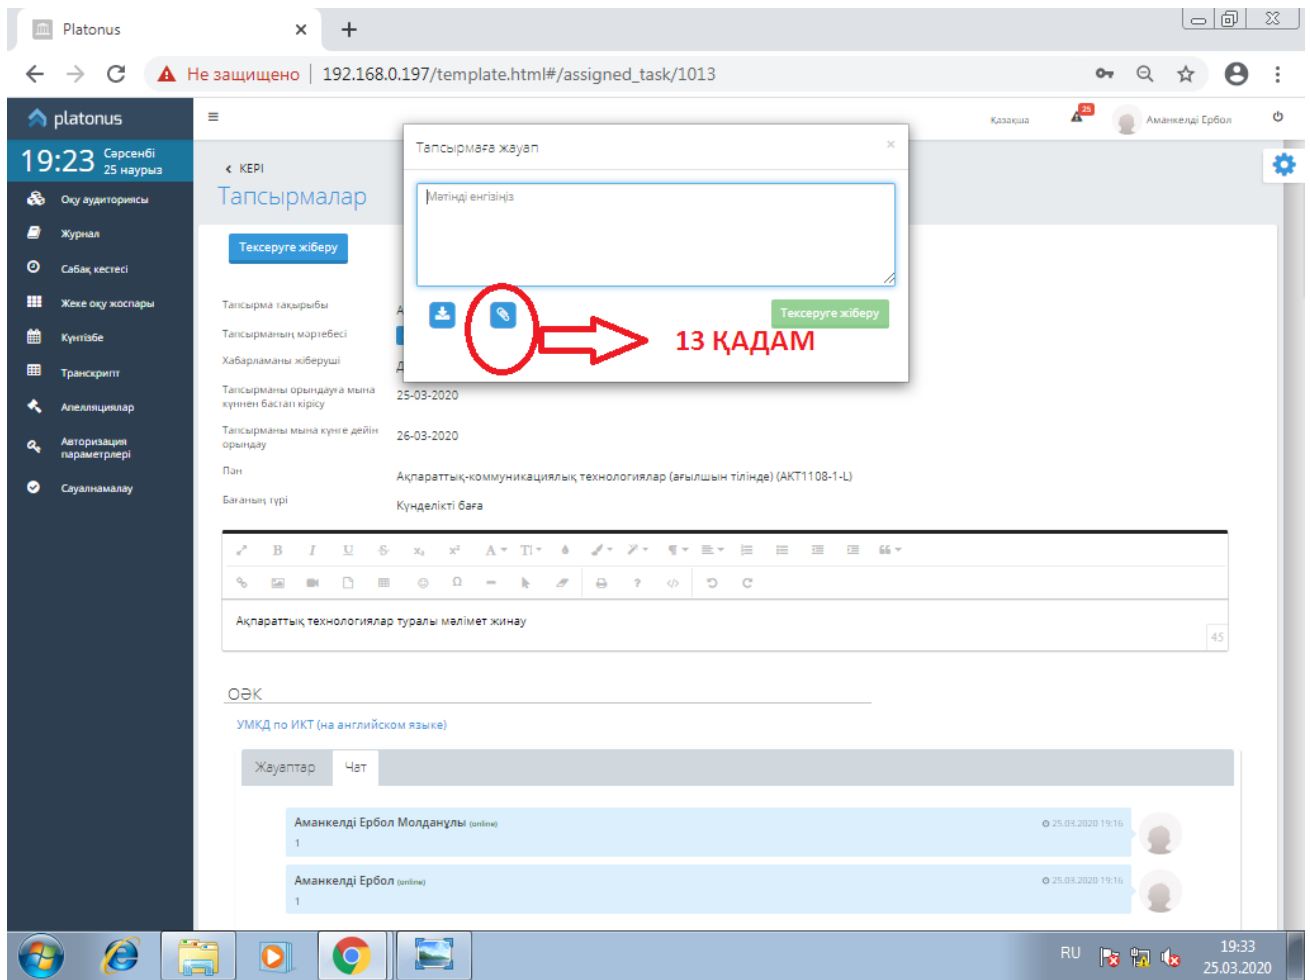 Platonus
Не защищено | 192.168.0.197/template.html#/assigned_task/1013
platonus
Қазақша
25
Аманкелді Ербол
19:23 Сәрсенбі
25 наурыз
Оқу аудиториясы
Журнал
Сабақ кестесі
Жеке оқу жоспары
Күнтізбе
Транскрипт
Апелляциялар
Авторизация
параметрлері
Сауалнамалау
КЕРІ
Тапсырмалар
Тексеруге жіберу
Тапсырмаға жауап
Мәтінді енгізіңіз
Тексеруге жіберу
13 ҚАДАМ
Тапсырма тақырыбы
Тапсырманың мәртебесі
Хабарламаны жіберуші
Тапсырманы орындауға мына
күннен бастап кірісу
25-03-2020
Тапсырманы мына күнге дейін
орындау
26-03-2020
Пән
Ақпараттық-коммуникациялық технологиялар (ағылшын тілінде) (АКТ1108-1-L)
Бағаның түрі
Күнделікті баға
Ақпараттық технологиялар туралы мәлімет жинау
45
ОӘК
УМКД по ИКТ (на английском языке)
Жауаптар Чат
Аманкелді Ербол Молданұлы (online)
25.03.2020 19:16
1
Аманкелді Ербол (online)
25.03.2020 19:16
1
RU
19:33
25.03.2020